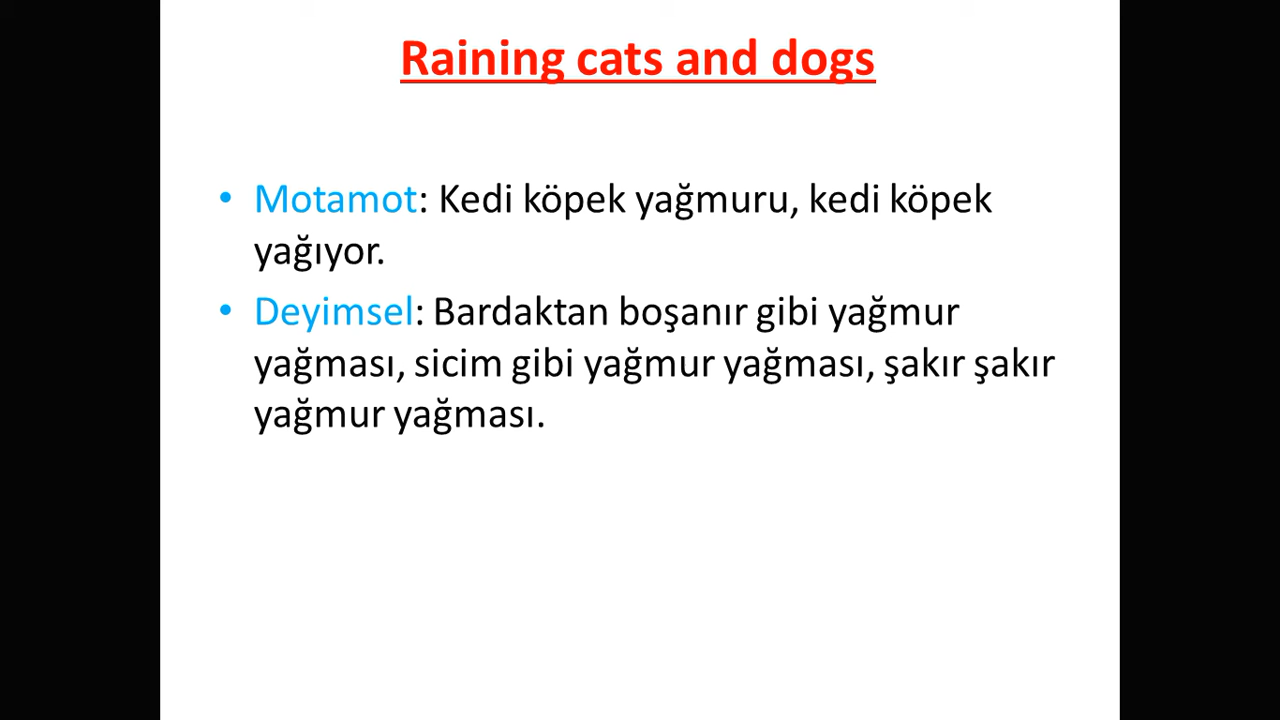 Raining cats and dogs
• Motamot: Kedi köpek yağmuru, kedi köpek
yağıyor.
• Deyimsel: Bardaktan boşanır gibi yağmur
yağması, sicim gibi yağmur yağması, şakır şakır
yağmur yağması.